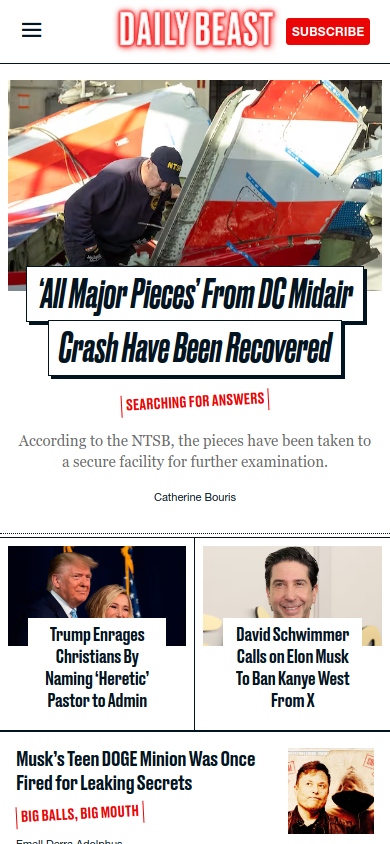 DAILY BEAST
SUBSCRIBE
NTSB
‘All Major Pieces’ From DC Midair
Crash Have Been Recovered
SEARCHING FOR ANSWERS
According to the NTSB, the pieces have been taken to
a secure facility for further examination.
Catherine Bouris
Trump Enrages
Christians By
Naming ‘Heretic’
Pastor to Admin
David Schwimmer
Calls on Elon Musk
To Ban Kanye West
From X
Musk’s Teen DOGE Minion Was Once
Fired for Leaking Secrets
BIG BALLS, BIG MOUTH